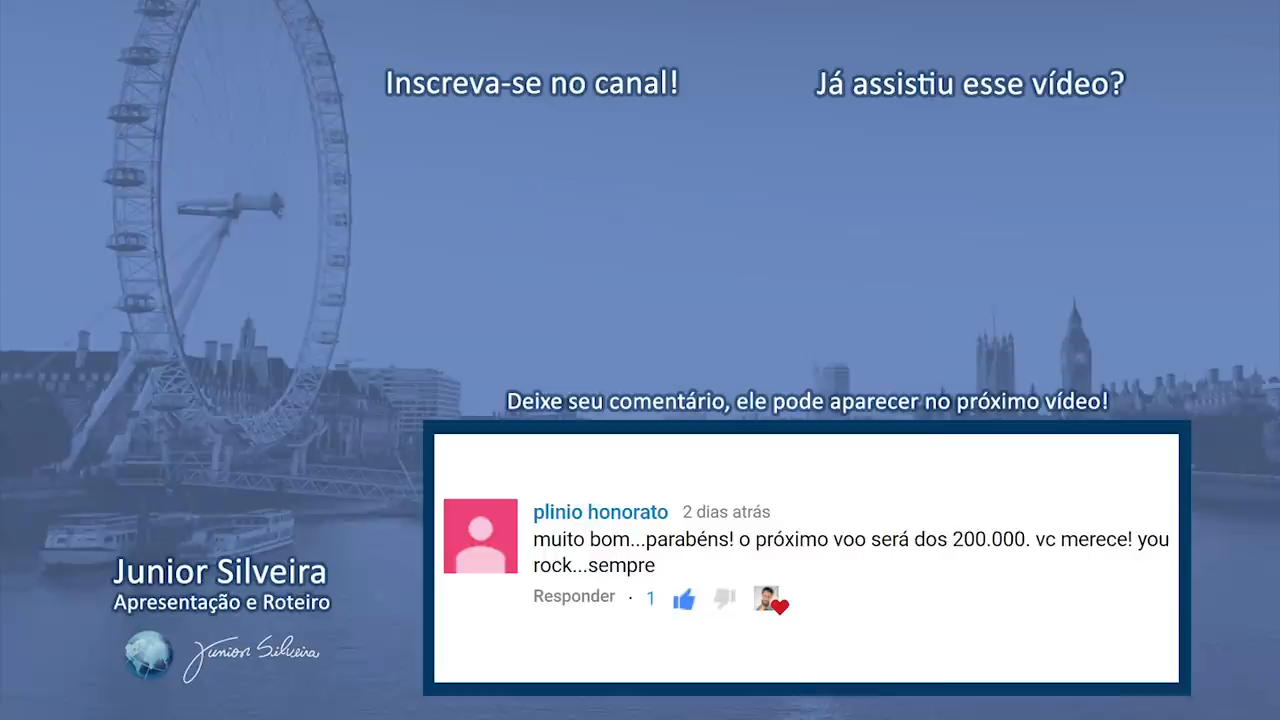 Inscreva-se no canal!
Já assistiu esse vídeo?
Deixe seu comentário, ele pode aparecer no próximo vídeo!
plinio honorato 2 dias atrás
muito bom...parabéns! o próximo voo será dos 200.000. vc merece! you
rock...sempre
Responder · 1
Junior Silveira
Apresentação e Roteiro
Junior Silveira